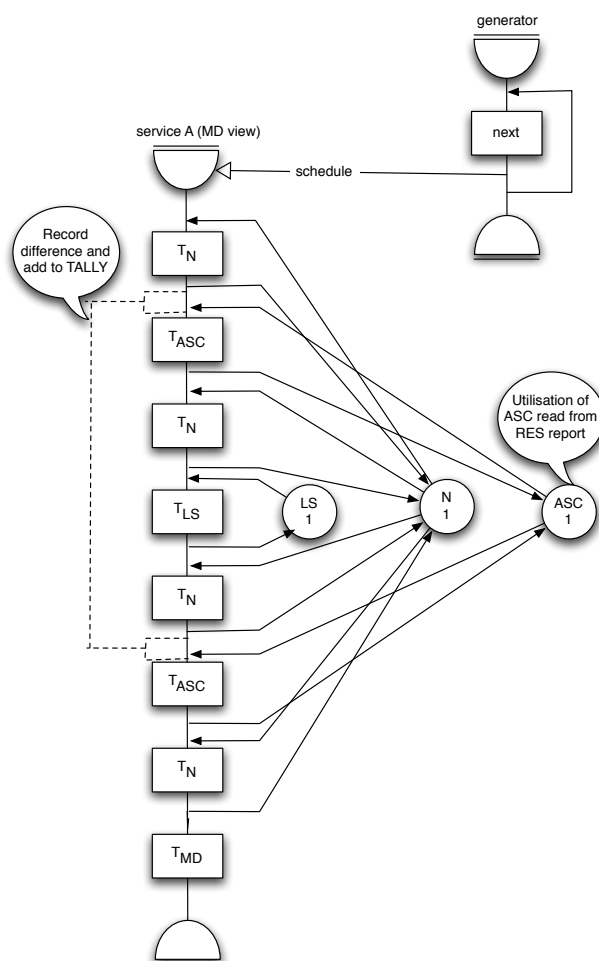 generator
next
service A (MD view)
schedule
Record
difference and
add to TALLY
T_N
T_ASC
T_N
Utilisation of
ASC read from
RES report
T_LS
LS
1
N
1
ASC
1
T_N
T_ASC
T_N
T_MD